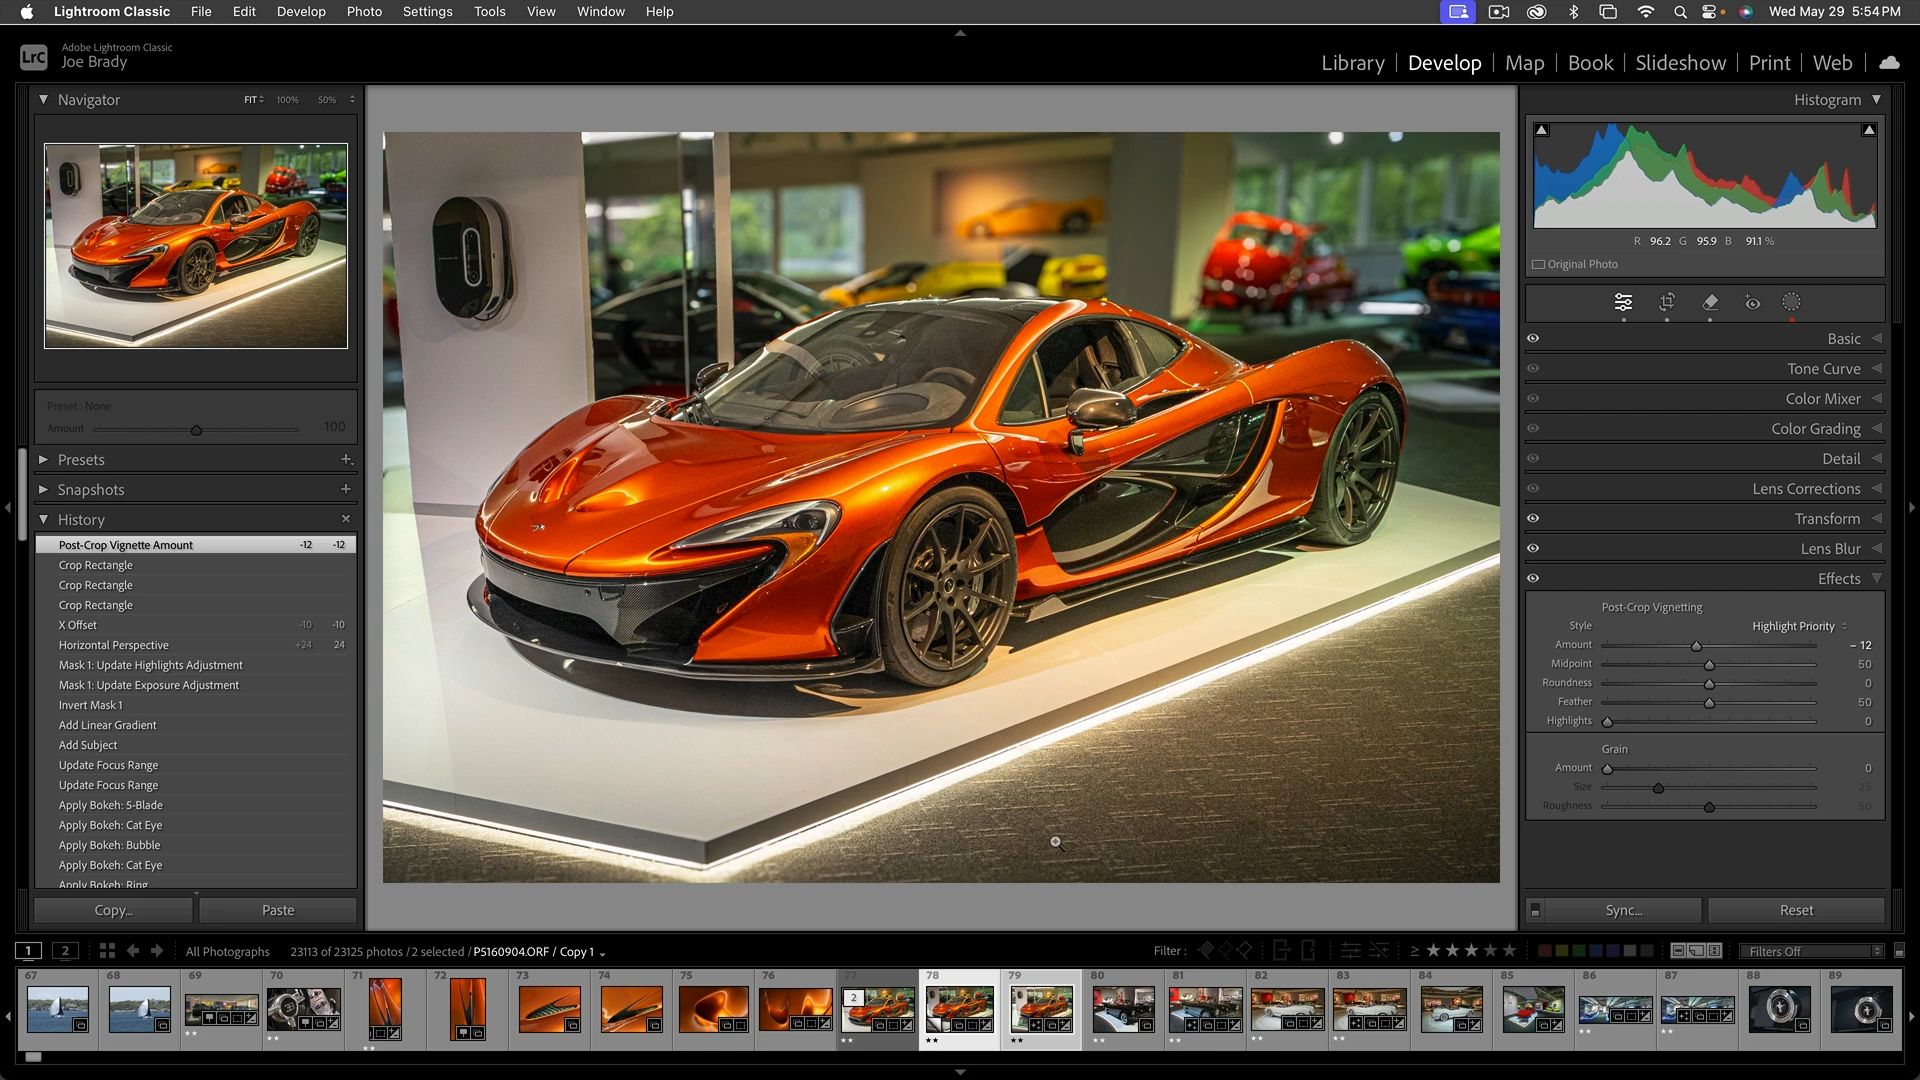 Lightroom Classic File Edit Develop Photo Settings Tools View Window Help Wed May 29 5:54 PM
LrC Adobe Lightroom Classic
Joe Brady
Library Develop Map Book Slideshow Print Web
Navigator FIT 100% 50%
Preset : None
Amount 100
Presets
Snapshots
History
Post-Crop Vignette Amount -12 -12
Crop Rectangle
Crop Rectangle
Crop Rectangle
X Offset -10 -10
Horizontal Perspective +24 24
Mask 1: Update Highlights Adjustment
Mask 1: Update Exposure Adjustment
Invert Mask 1
Add Linear Gradient
Add Subject
Update Focus Range
Update Focus Range
Apply Bokeh: 5-Blade
Apply Bokeh: Cat Eye
Apply Bokeh: Bubble
Apply Bokeh: Cat Eye
Apply Bokeh: Ring
Copy... Paste
Histogram
R 96.2 G 95.9 B 91.1 %
Original Photo
Basic
Tone Curve
Color Mixer
Color Grading
Detail
Lens Corrections
Transform
Lens Blur
Effects
Post-Crop Vignetting
Style Highlight Priority
Amount – 12
Midpoint 50
Roundness 0
Feather 50
Highlights 0
Grain
Amount 0
Size 25
Roughness 50
Sync... Reset
1 2 All Photographs 23113 of 23125 photos / 2 selected / P5160904.ORF / Copy 1 Filter : ≥ ★★★★★ Filters Off
67 68 69 70 71 72 73 74 75 76 77 78 79 80 81 82 83 84 85 86 87 88 89
2